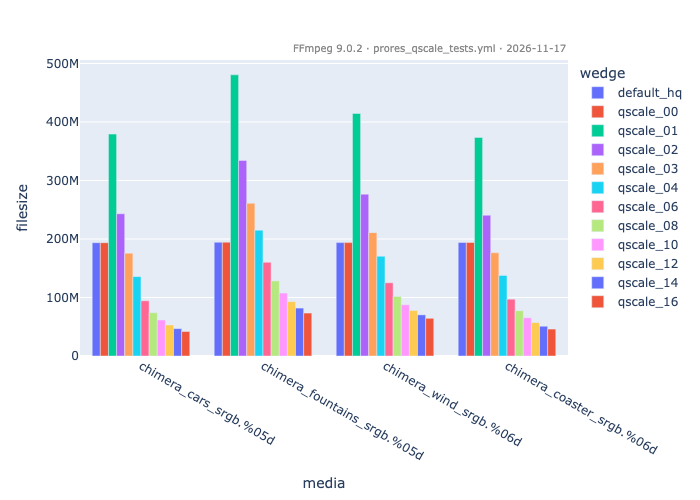 FFmpeg 9.0.2 · prores_qscale_tests.yml · 2026-11-17
wedge
default_hq
qscale_00
qscale_01
qscale_02
qscale_03
qscale_04
qscale_06
qscale_08
qscale_10
qscale_12
qscale_14
qscale_16
filesize
500M
400M
300M
200M
100M
0
chimera_cars_srgb.%05d
chimera_fountains_srgb.%05d
chimera_wind_srgb.%06d
chimera_coaster_srgb.%06d
media